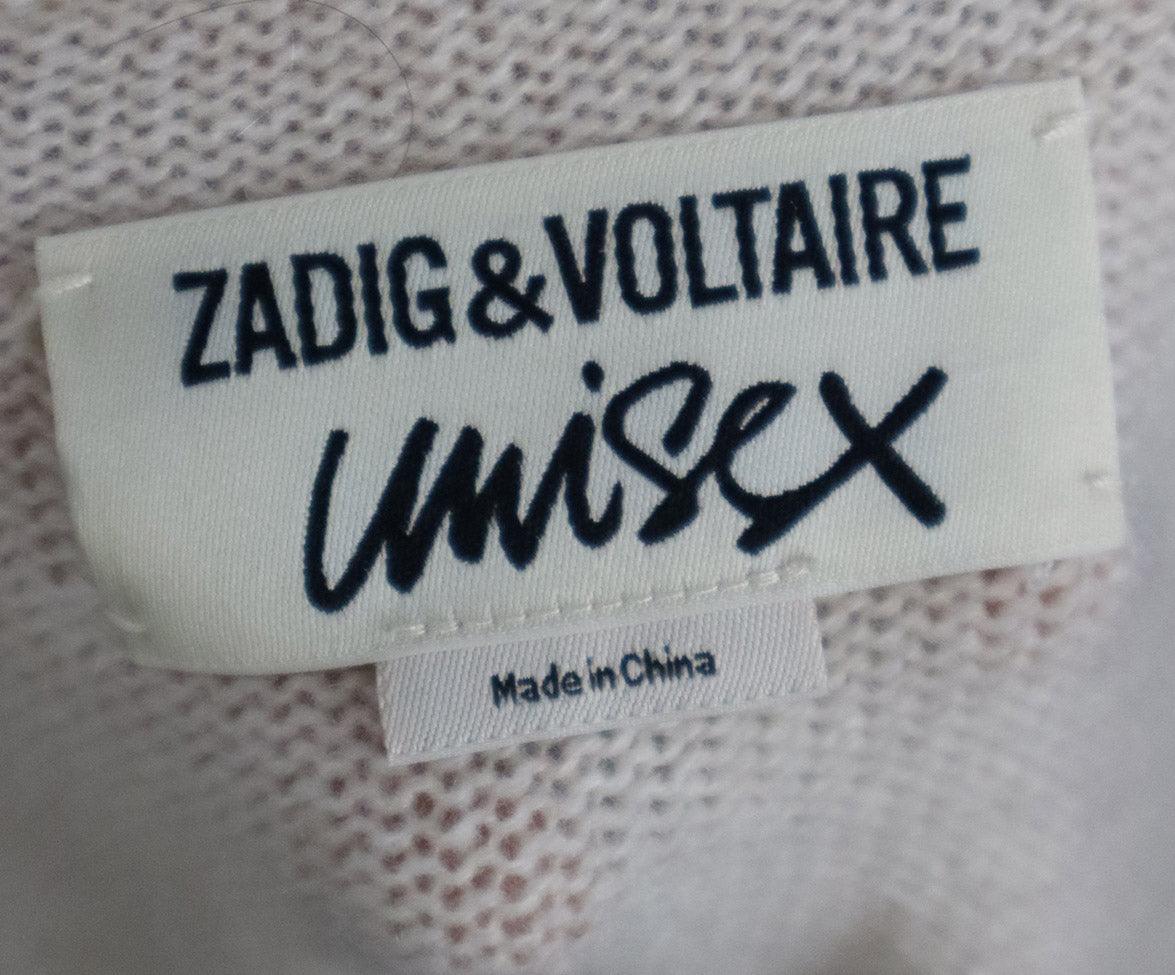 ZADIG & VOLTAIRE
unisex
Made in China